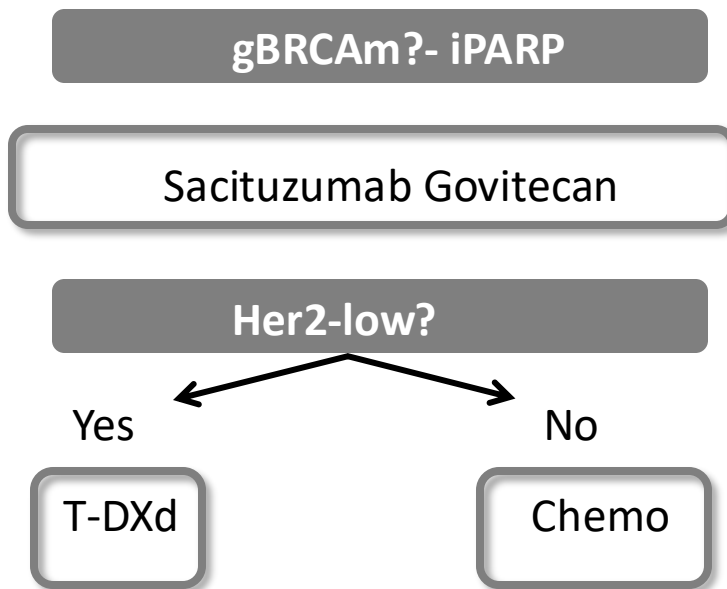 gBRCAm?- iPARP
Sacituzumab Govitecan
Her2-low?
Yes
No
T-DXd
Chemo